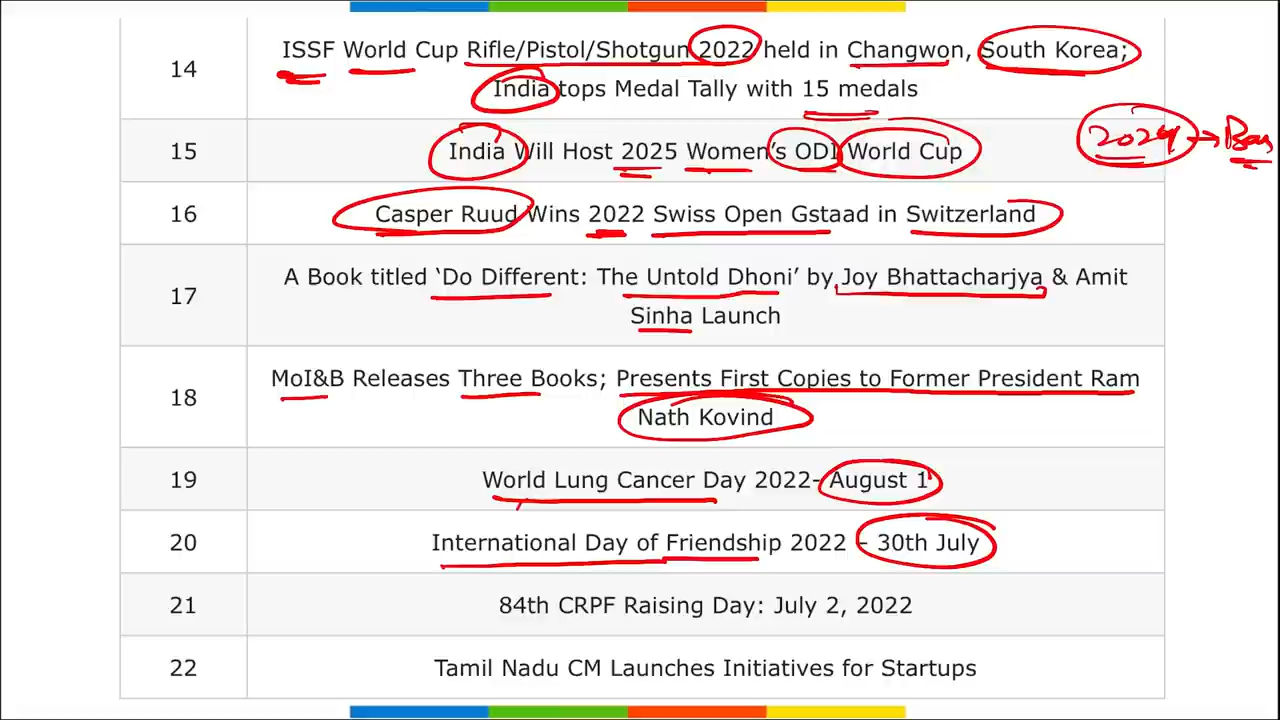 14
ISSF World Cup Rifle/Pistol/Shotgun 2022 held in Changwon, South Korea;
India tops Medal Tally with 15 medals
15
India Will Host 2025 Women's ODI World Cup
2024 →
16
Casper Ruud Wins 2022 Swiss Open Gstaad in Switzerland
17
A Book titled ‘Do Different: The Untold Dhoni’ by Joy Bhattacharjya & Amit
Sinha Launch
18
MoI&B Releases Three Books; Presents First Copies to Former President Ram
Nath Kovind
19
World Lung Cancer Day 2022- August 1
20
International Day of Friendship 2022 – 30th July
21
84th CRPF Raising Day: July 2, 2022
22
Tamil Nadu CM Launches Initiatives for Startups